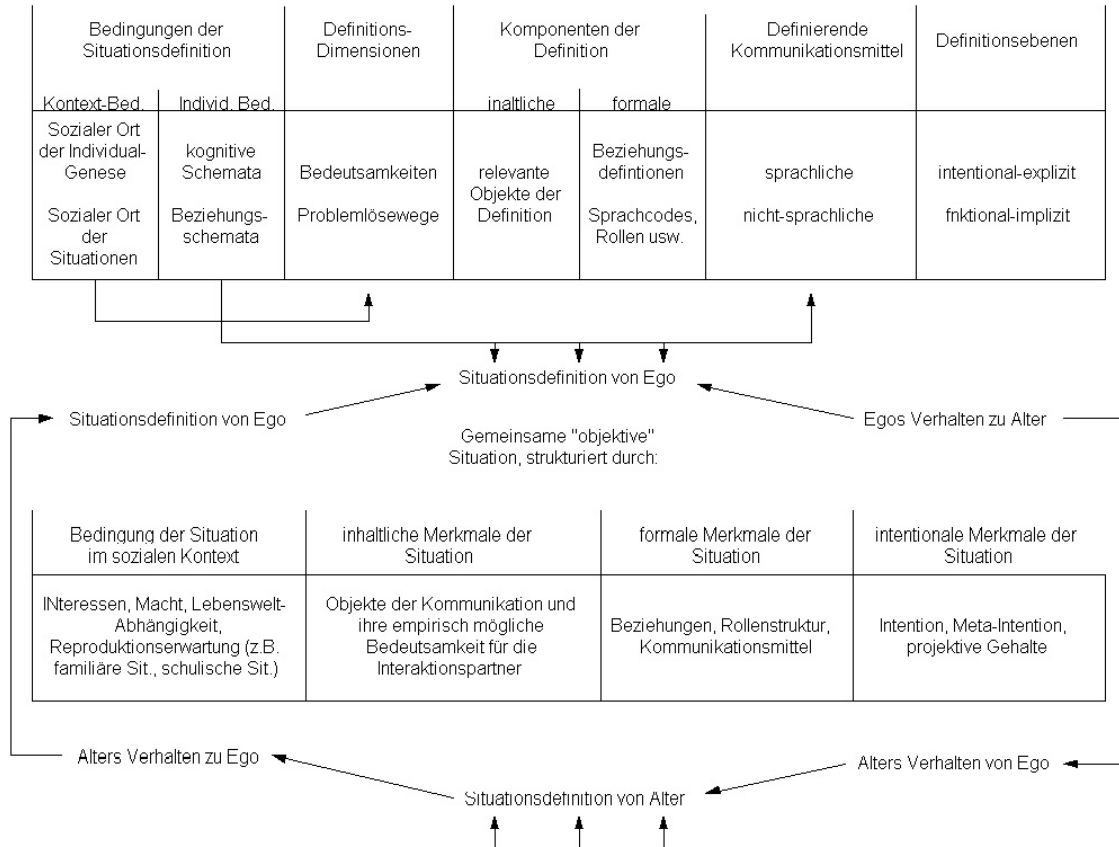 Bedingungen der
Situationsdefinition
Definitions-
Dimensionen
Komponenten der
Definition
Definierende
Kommunikationsmittel
Definitionsebenen
Kontext-Bed.
Individ. Bed.
inaltliche
formale
Sozialer Ort
der Individual-
Genese
Sozialer Ort
der
Situationen
kognitive
Schemata
Beziehungs-
schemata
Bedeutsamkeiten
Problemlösewege
relevante
Objekte der
Definition
Beziehungs-
defintionen
Sprachcodes,
Rollen usw.
sprachliche
nicht-sprachliche
intentional-explizit
fnktional-implizit
Situationsdefinition von Ego
Situationsdefinition von Ego
Egos Verhalten zu Alter
Gemeinsame "objektive"
Situation, strukturiert durch:
Bedingung der Situation
im sozialen Kontext
inhaltliche Merkmale der
Situation
formale Merkmale der
Situation
intentionale Merkmale der
Situation
INteressen, Macht, Lebenswelt-
Abhängigkeit,
Reproduktionserwartung (z.B.
familiäre Sit., schulische Sit.)
Objekte der Kommunikation und
ihre empirisch mögliche
Bedeutsamkeit für die
Interaktionspartner
Beziehungen, Rollenstruktur,
Kommunikationsmittel
Intention, Meta-Intention,
projektive Gehalte
Alters Verhalten zu Ego
Alters Verhalten von Ego
Situationsdefinition von Alter